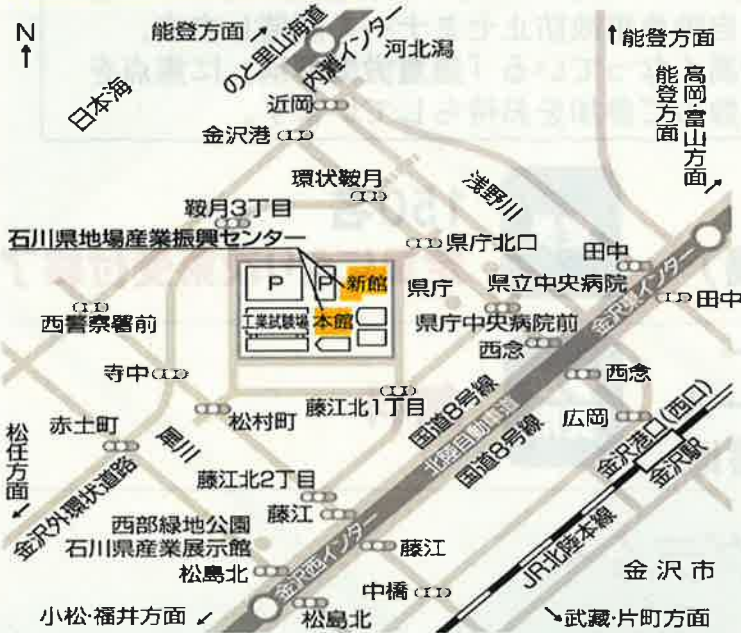 N
能登方面
のと里山海道
内灘インター
河北潟
能登方面
高岡・富山方面
能登方面
日本海
近岡
金沢港
環状鞍月
浅野川
鞍月3丁目
石川県地場産業振興センター
県庁北口
田中
P
P
新館
県庁
県立中央病院
金沢東インター
田中
西警察署前
工業試験場
本館
県庁中央病院前
西念
寺中
西念
藤江北1丁目
国道8号線
北陸自動車道
国道8号線
広岡
金沢港口(西口)
金沢駅
赤土町
松村町
犀川
松任方面
金沢外環状道路
藤江北2丁目
藤江
西部緑地公園
石川県産業展示館
藤江
金沢西インター
JR北陸本線
金沢市
松島北
中橋
小松・福井方面
松島北
武蔵・片町方面